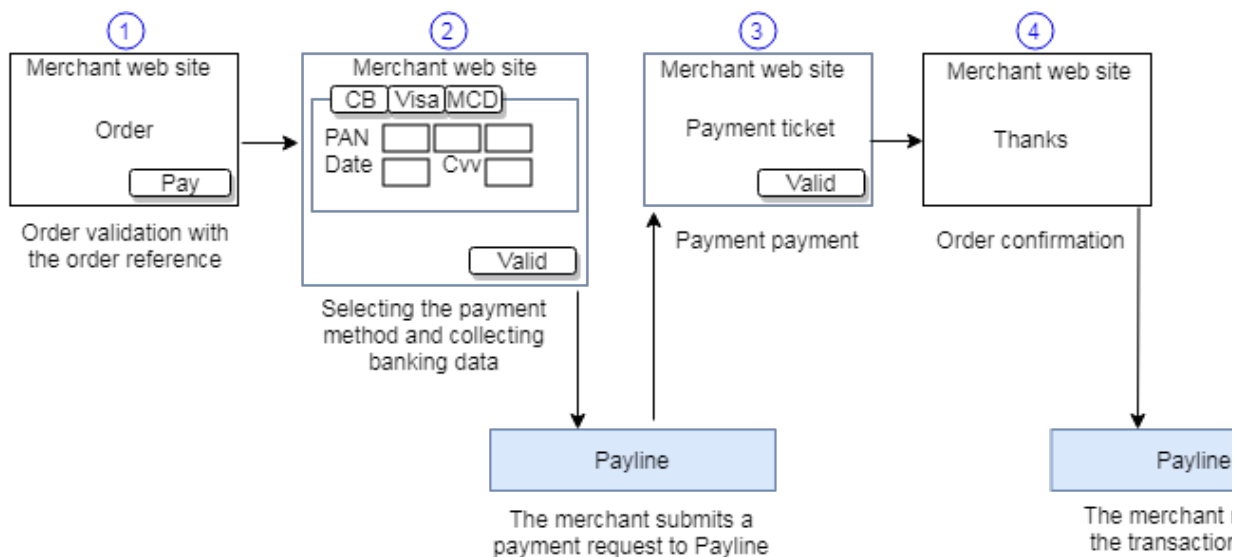 1
2
3
4
Merchant web site
Order
Pay
Order validation with
the order reference
Merchant web site
CB Visa MCD
PAN
Date Cvv
Valid
Selecting the payment
method and collecting
banking data
Merchant web site
Payment ticket
Valid
Payment payment
Merchant web site
Thanks
Order confirmation
Payline
The merchant submits a
payment request to Payline
Payline
The merchant
the transaction